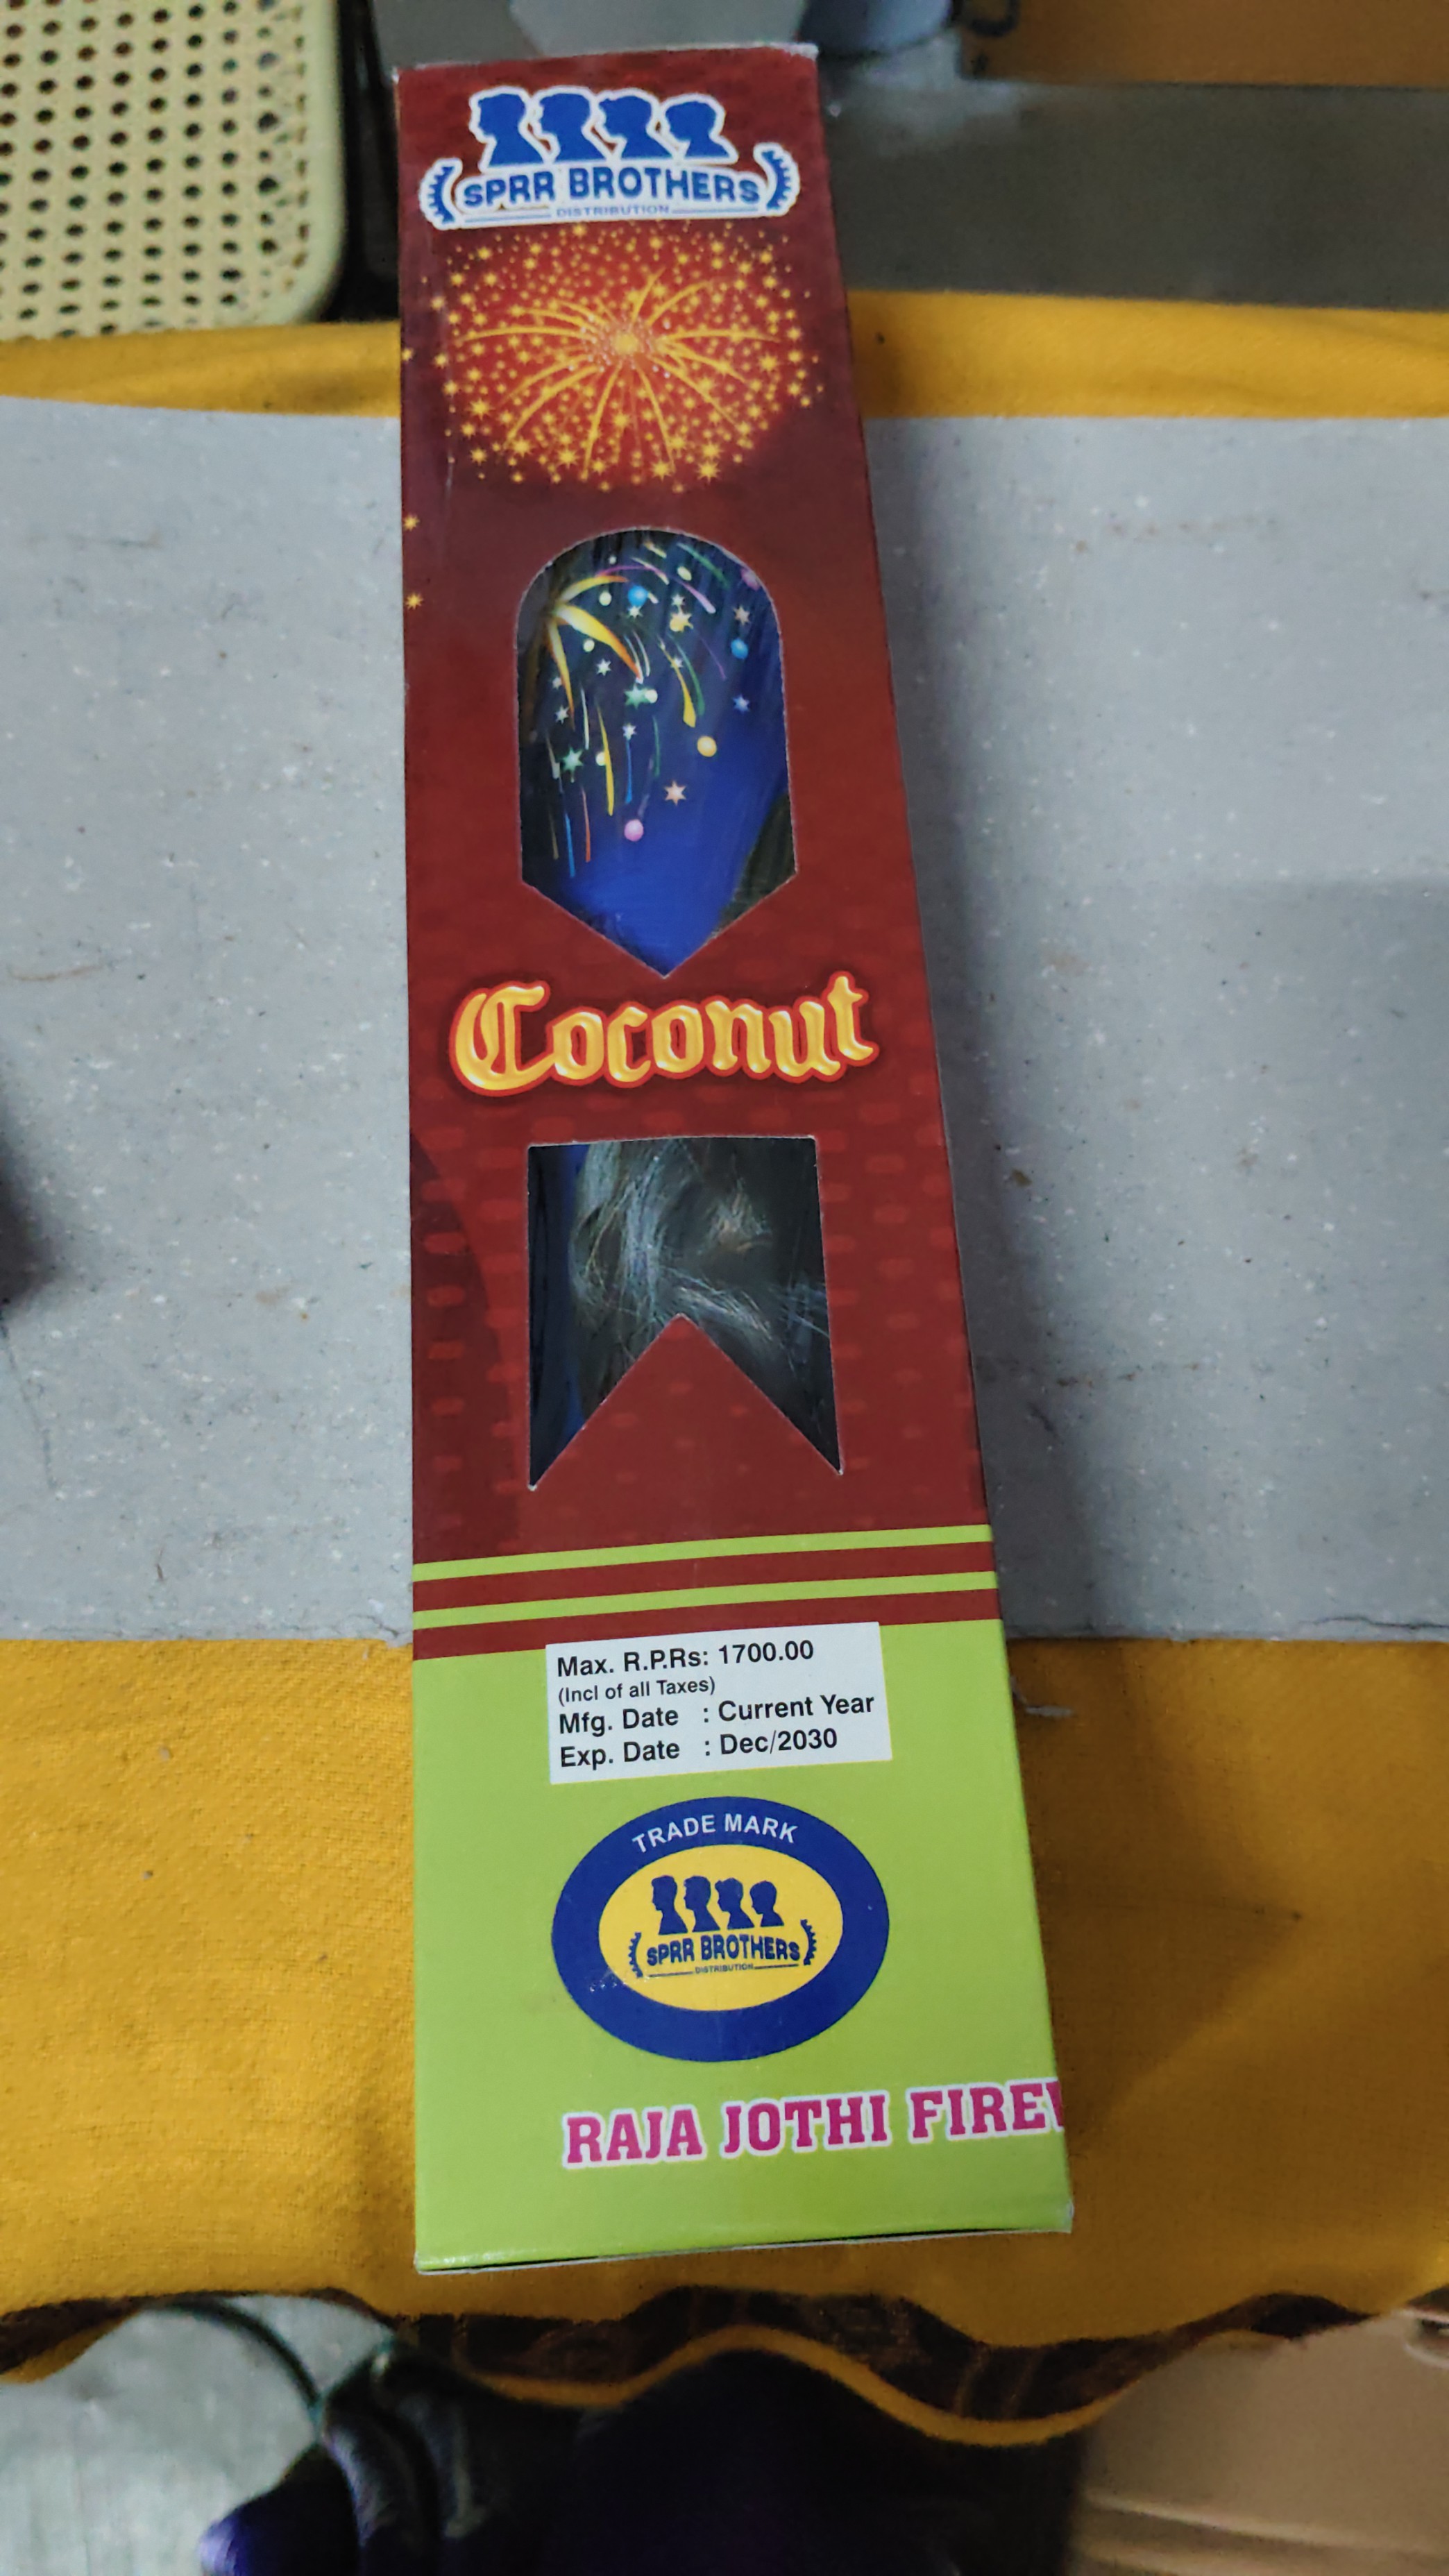 SPRR BROTHERS
DISTRIBUTION
Coconut
Max. R.P.Rs: 1700.00
(Incl of all Taxes)
Mfg. Date : Current Year
Exp. Date : Dec/2030
TRADE MARK
SPRR BROTHERS
DISTRIBUTION
RAJA JOTHI